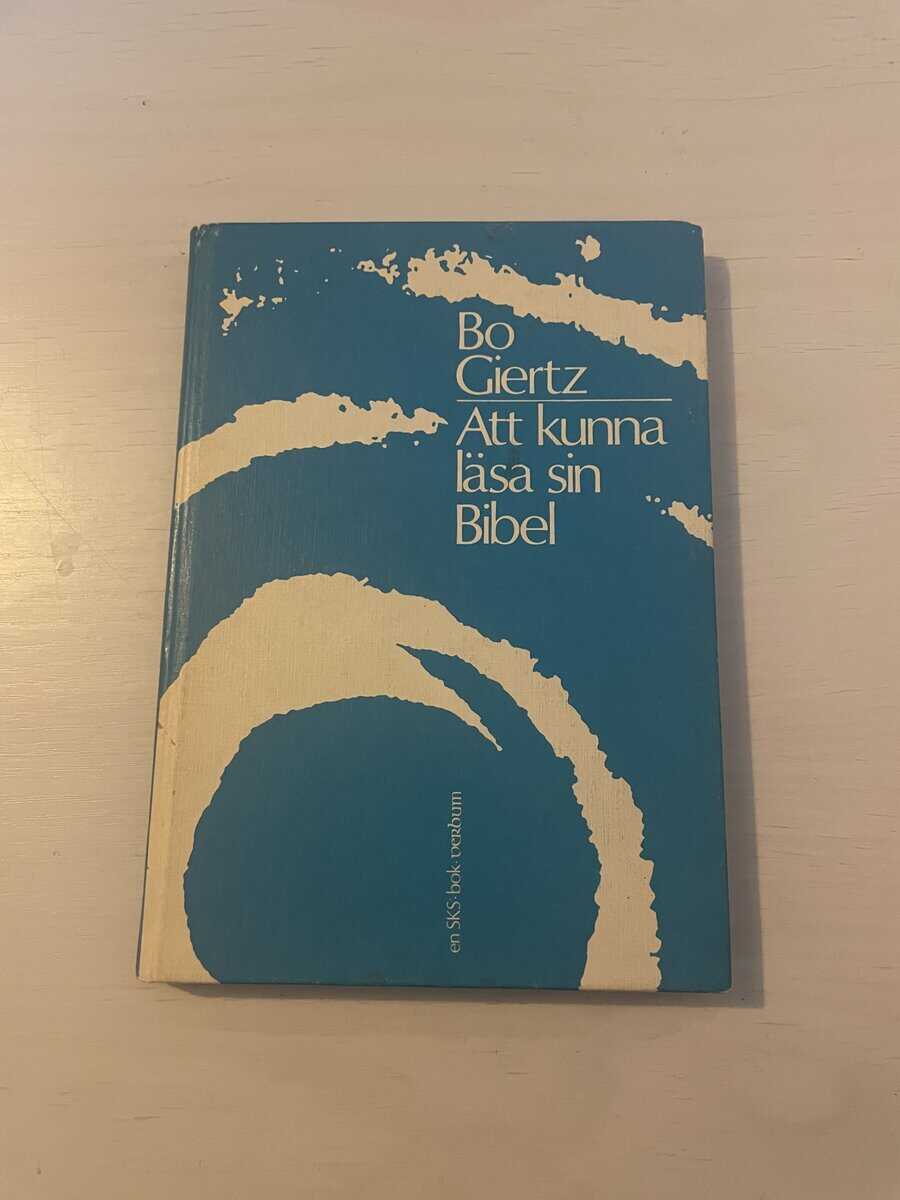 Bo
Giertz
Att kunna
läsa sin
Bibel
en SKS·bok·verbum